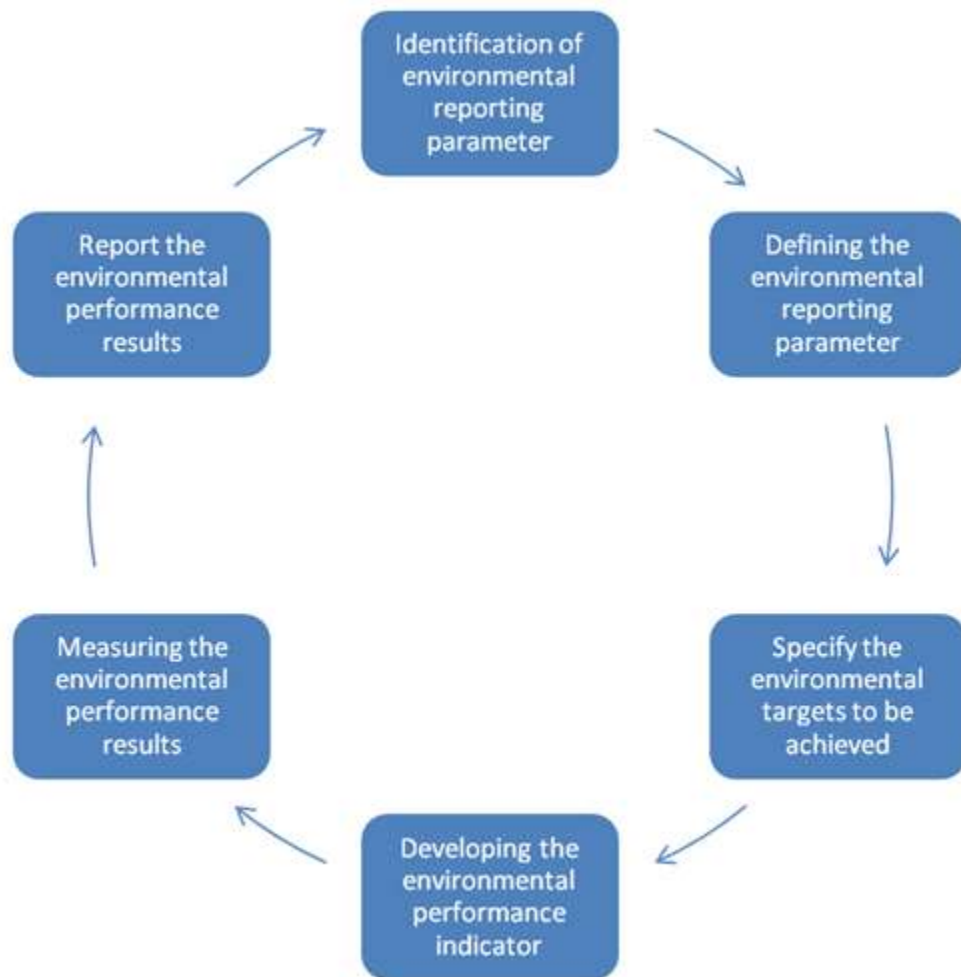 Identification of
environmental
reporting
parameter
Defining the
environmental
reporting
parameter
Specify the
environmental
targets to be
achieved
Developing the
environmental
performance
indicator
Measuring the
environmental
performance
results
Report the
environmental
performance
results